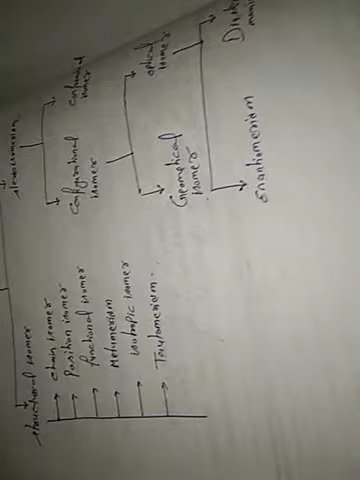 structural isomer
chain isomer
Position isomer
functional isomer
Metamerism
Tautomerism
stereoisomerism
configurational
isomer
conformational
isomer
Geometrical
isomer
optical
isomer
Enantiomerism